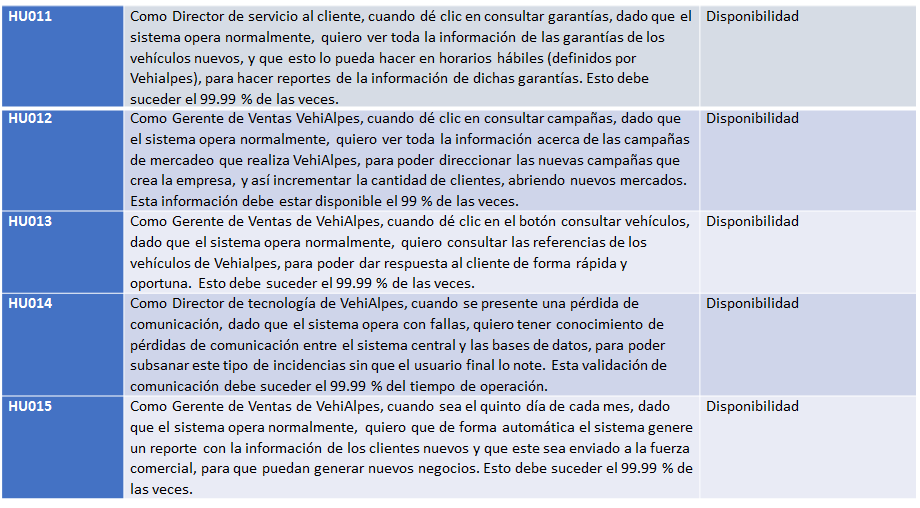 HU011
Como Director de servicio al cliente, cuando dé clic en consultar garantías, dado que el
sistema opera normalmente, quiero ver toda la información de las garantías de los
vehículos nuevos, y que esto lo pueda hacer en horarios hábiles (definidos por
Vehialpes), para hacer reportes de la información de dichas garantías. Esto debe
suceder el 99.99 % de las veces.
Disponibilidad
HU012
Como Gerente de Ventas VehiAlpes, cuando dé clic en consultar campañas, dado que
el sistema opera normalmente, quiero ver toda la información acerca de las campañas
de mercadeo que realiza VehiAlpes, para poder direccionar las nuevas campañas que
crea la empresa, y así incrementar la cantidad de clientes, abriendo nuevos mercados.
Esta información debe estar disponible el 99 % de las veces.
Disponibilidad
HU013
Como Gerente de Ventas de VehiAlpes, cuando dé clic en el botón consultar vehículos,
dado que el sistema opera normalmente, quiero consultar las referencias de los
vehículos de Vehialpes, para poder dar respuesta al cliente de forma rápida y
oportuna. Esto debe suceder el 99.99 % de las veces.
Disponibilidad
HU014
Como Director de tecnología de VehiAlpes, cuando se presente una pérdida de
comunicación, dado que el sistema opera con fallas, quiero tener conocimiento de
pérdidas de comunicación entre el sistema central y las bases de datos, para poder
subsanar este tipo de incidencias sin que el usuario final lo note. Esta validación de
comunicación debe suceder el 99.99 % del tiempo de operación.
Disponibilidad
HU015
Como Gerente de Ventas de VehiAlpes, cuando sea el quinto día de cada mes, dado
que el sistema opera normalmente, quiero que de forma automática el sistema genere
un reporte con la información de los clientes nuevos y que este sea enviado a la fuerza
comercial, para que puedan generar nuevos negocios. Esto debe suceder el 99.99 % de
las veces.
Disponibilidad